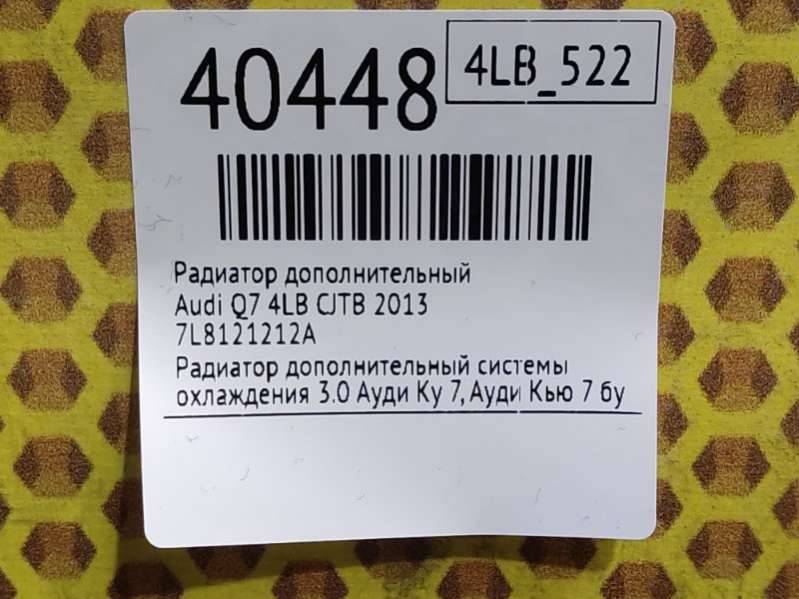 40448
4LB_522
Радиатор дополнительный
Audi Q7 4LB CJTB 2013
7L8121212A
Радиатор дополнительный системы
охлаждения 3.0 Ауди Ку 7, Ауди Кью 7 бу